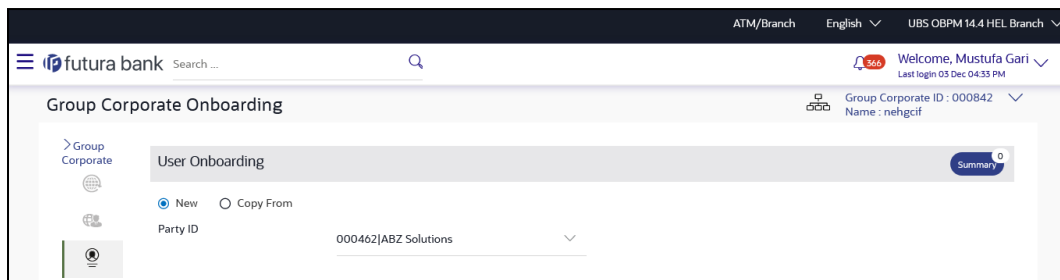 ATM/Branch English UBS OBPM 14.4 HEL Branch
futura bank Search ... 366 Welcome, Mustufa Gari
Last login 03 Dec 04:33 PM
Group Corporate Onboarding Group Corporate ID : 000842
Name : nehgcif
>Group
Corporate
User Onboarding Summary 0
New Copy From
Party ID 000462|ABZ Solutions